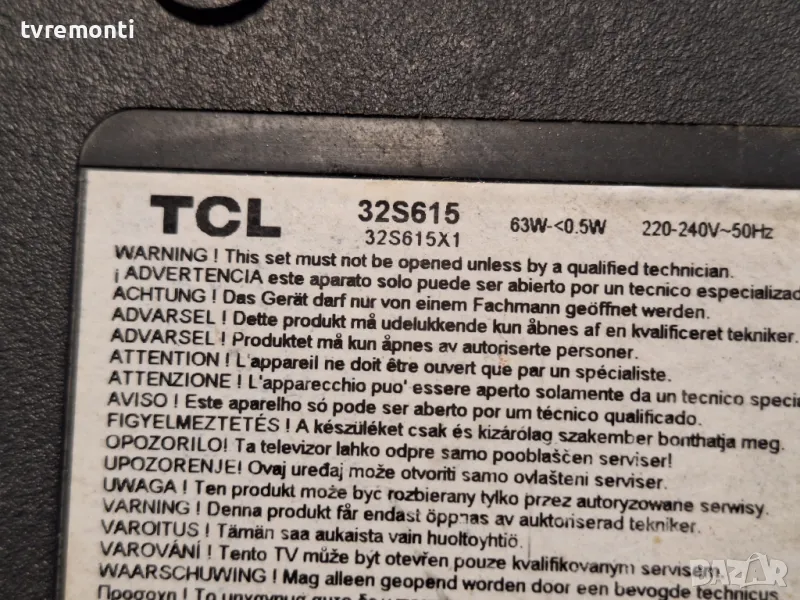 tvremonti
TCL 32S615 63W-<0.5W 220-240V~50Hz
32S615X1
WARNING ! This set must not be opened unless by a qualified technician.
¡ ADVERTENCIA este aparato solo puede ser abierto por un tecnico especializad
ACHTUNG ! Das Gerät darf nur von einem Fachmann geöffnet werden.
ADVARSEL ! Dette produkt må udelukkende kun åbnes af en kvalificeret tekniker.
ADVARSEL ! Produktet må kun åpnes av autoriserte personer.
ATTENTION ! L'appareil ne doit être ouvert que par un spécialiste.
ATTENZIONE ! L'apparecchio puo' essere aperto solamente da un tecnico speci
AVISO ! Este aparelho só pode ser aberto por um técnico qualificado.
FIGYELMEZTETÉS ! A készüléket csak és kizárólag szakember bonthatja meg.
OPOZORILO! Ta televizor lahko odpre samo pooblaščen serviser!
UPOZORENJE! Ovaj uređaj može otvoriti samo ovlašteni serviser.
UWAGA ! Ten produkt może być rozbierany tylko przez autoryzowane serwisy.
VARNING ! Denna produkt får endast öppnas av auktoriserad tekniker.
VAROITUS ! Tämän saa aukaista vain huoltoyhtiö.
VAROVÁNÍ ! Tento TV může být otevřen pouze kvalifikovanym servisem.
WAARSCHUWING ! Mag alleen geopend worden door een bevogde technicus
Προσοχη ! Το μηχανημα
BAZAR